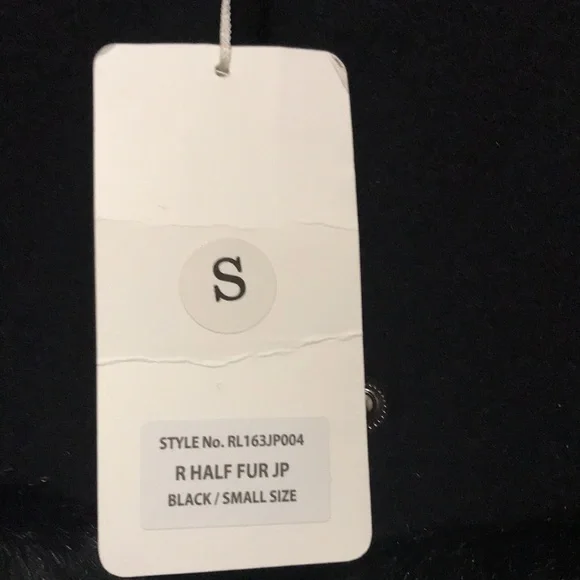 S
STYLE No. RL163JP004
R HALF FUR JP
BLACK / SMALL SIZE